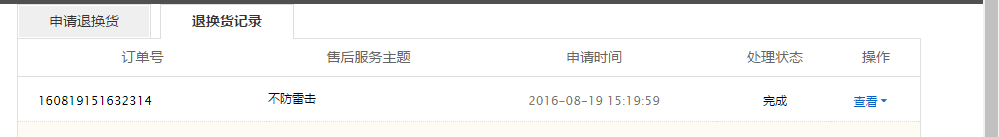 申请退换货 退换货记录
订单号 售后服务主题 申请时间 处理状态 操作
160819151632314 不防雷击 2016-08-19 15:19:59 完成 查看